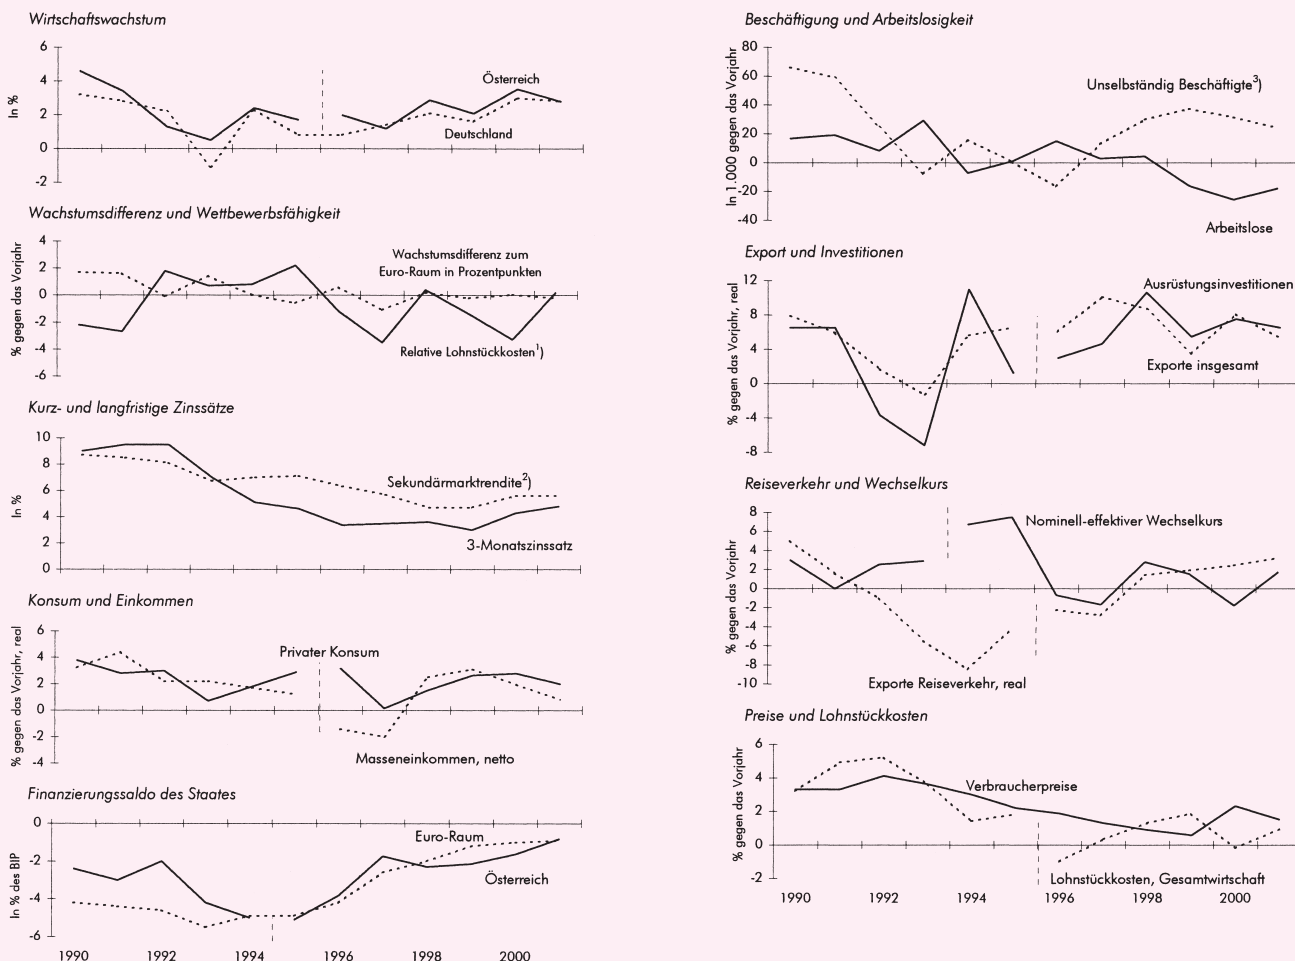 Wirtschaftswachstum
6
4
2
0
-2
In %
Österreich
Deutschland
Wachstumsdifferenz und Wettbewerbsfähigkeit
4
2
0
-2
-4
-6
% gegen das Vorjahr
Wachstumsdifferenz zum
Euro-Raum in Prozentpunkten
Relative Lohnstückkosten¹)
Kurz- und langfristige Zinssätze
10
8
6
4
2
0
In %
Sekundärmarktrendite²)
3-Monatszinssatz
Konsum und Einkommen
6
4
2
0
-2
-4
% gegen das Vorjahr, real
Privater Konsum
Masseneinkommen, netto
Finanzierungssaldo des Staates
0
-2
-4
-6
In % des BIP
Euro-Raum
Österreich
1990 1992 1994 1996 1998 2000
Beschäftigung und Arbeitslosigkeit
80
60
40
20
0
-20
-40
In 1.000 gegen das Vorjahr
Unselbständig Beschäftigte³)
Arbeitslose
Export und Investitionen
12
8
4
0
-4
-8
% gegen das Vorjahr, real
Ausrüstungsinvestitionen
Exporte insgesamt
Reiseverkehr und Wechselkurs
8
6
4
2
0
-2
-4
-6
-8
-10
% gegen das Vorjahr
Nominell-effektiver Wechselkurs
Exporte Reiseverkehr, real
Preise und Lohnstückkosten
6
4
2
0
-2
% gegen das Vorjahr
Verbraucherpreise
Lohnstückkosten, Gesamtwirtschaft
1990 1992 1994 1996 1998 2000